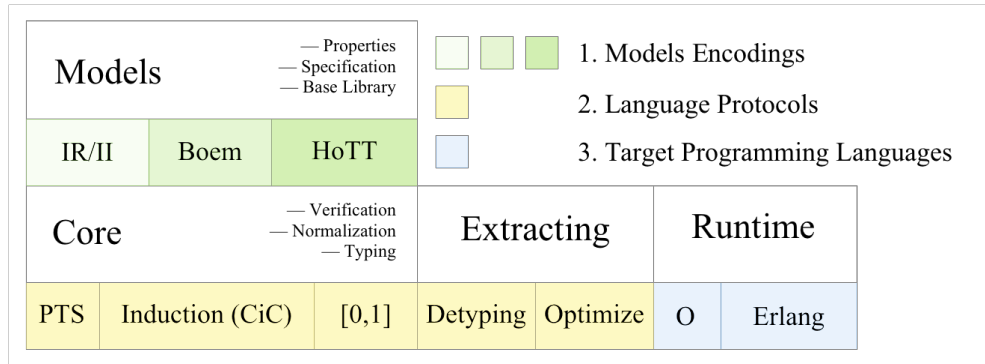 Models
— Properties
— Specification
— Base Library
1. Models Encodings
2. Language Protocols
IR/II Boem HoTT
3. Target Programming Languages
Core
— Verification
— Normalization
— Typing
Extracting
Runtime
PTS Induction (CiC) [0,1] Detyping Optimize O Erlang